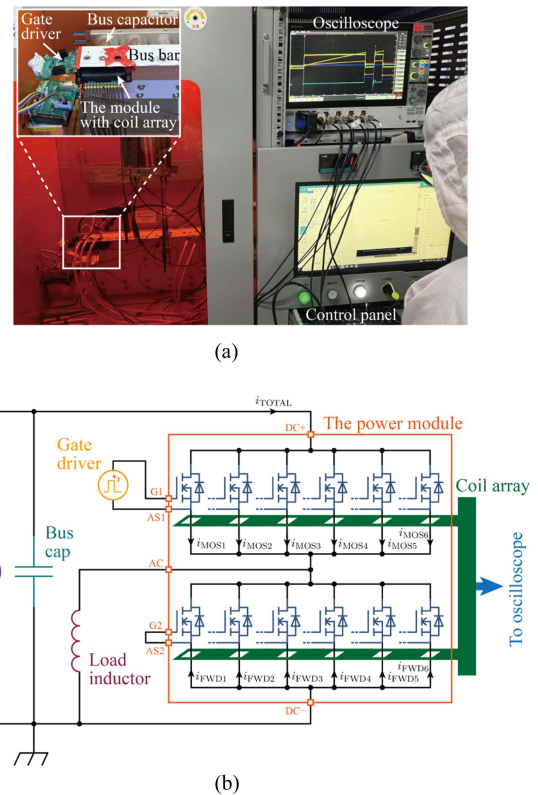 Gate
driver
Bus capacitor
Bus bar
The module
with coil array
Oscilloscope
Control panel
(a)
iTOTAL
DC+
The power module
Gate
driver
G1
AS1
Coil array
iMOS1
iMOS2
iMOS3
iMOS4
iMOS5
iMOS6
Bus
cap
AC
To oscilloscope
G2
AS2
Load
inductor
iFWD1
iFWD2
iFWD3
iFWD4
iFWD5
iFWD6
DC−
(b)